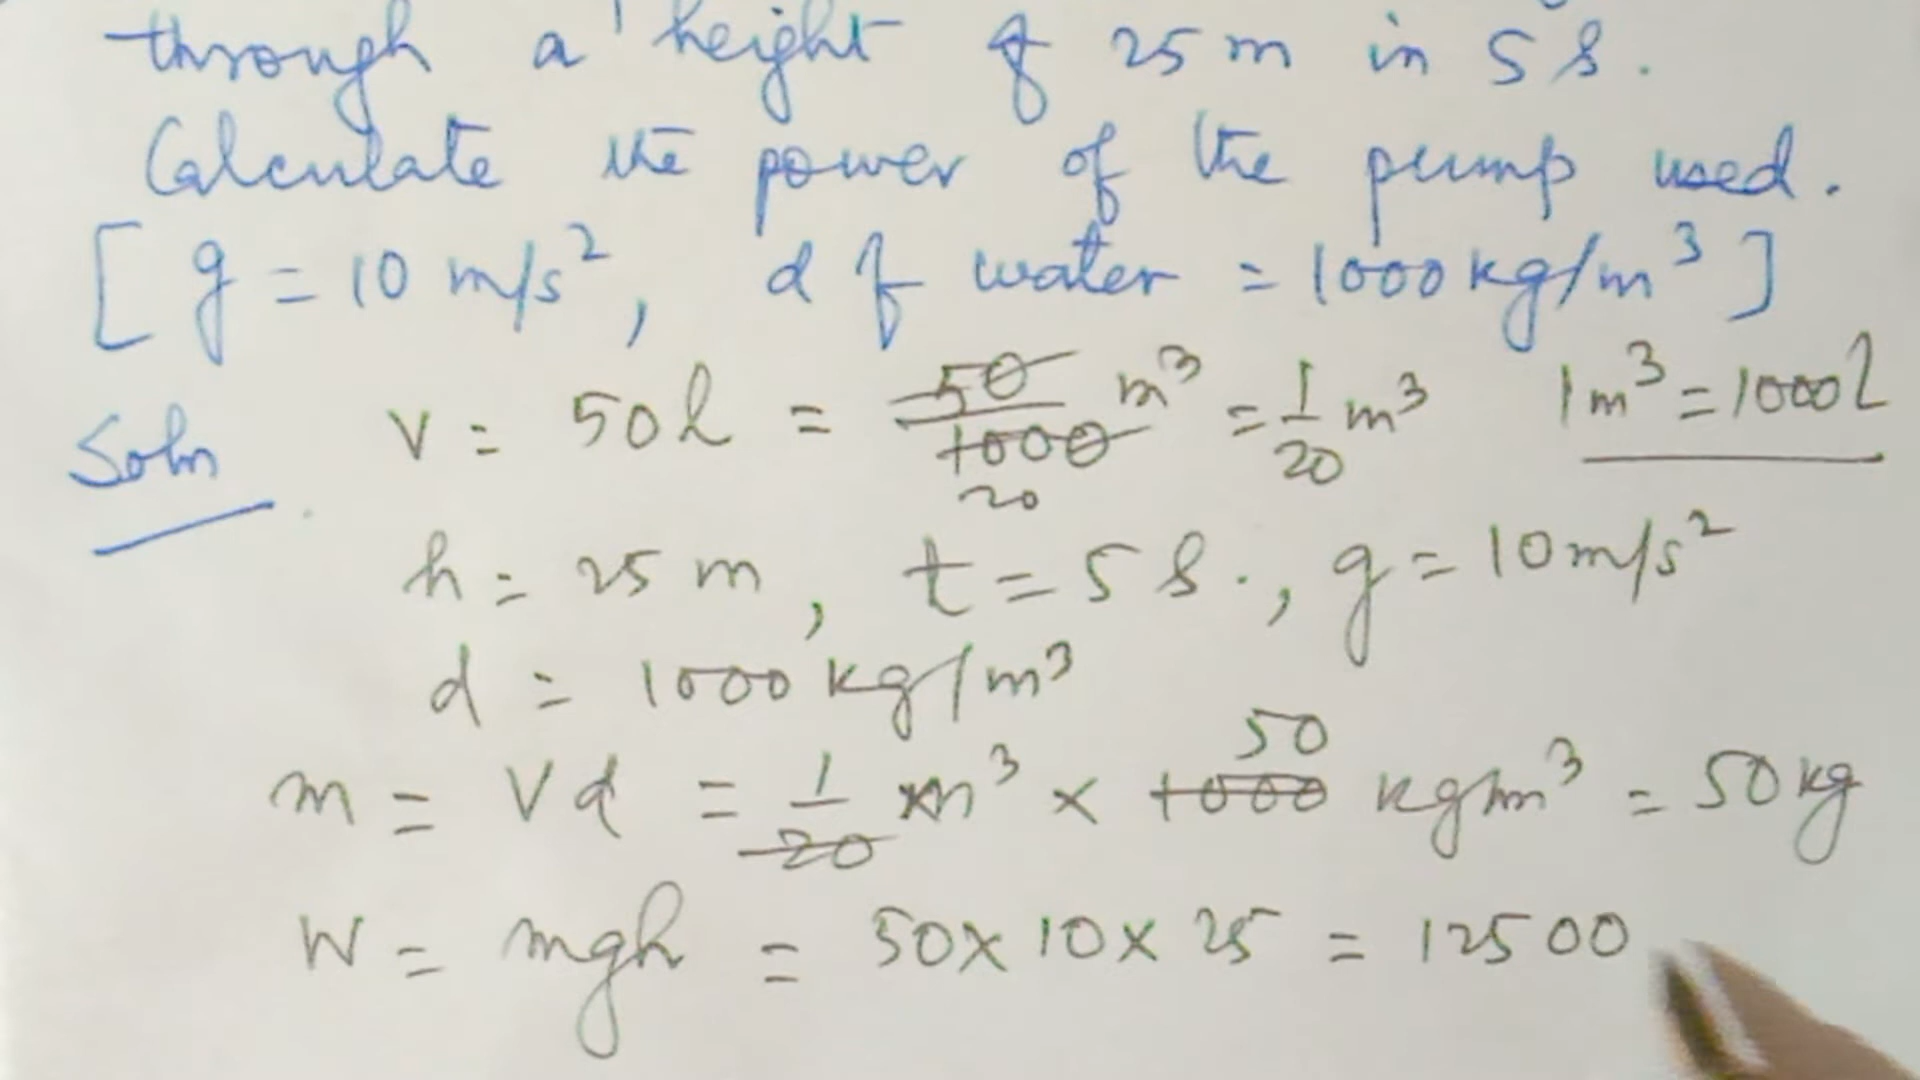 through a height of 25 m in 5 s.
Calculate the power of the pump used.
[ g = 10 m/s², d of water = 1000 kg/m³ ]
Soln V = 50 l = 50/1000 m³ = 1/20 m³ 1 m³ = 1000 l
20
h = 25 m, t = 5 s., g = 10 m/s²
d = 1000 kg/m³
50
m = Vd = 1/20 m³ × 1000 kg/m³ = 50 kg
W = mgh = 50 × 10 × 25 = 12500